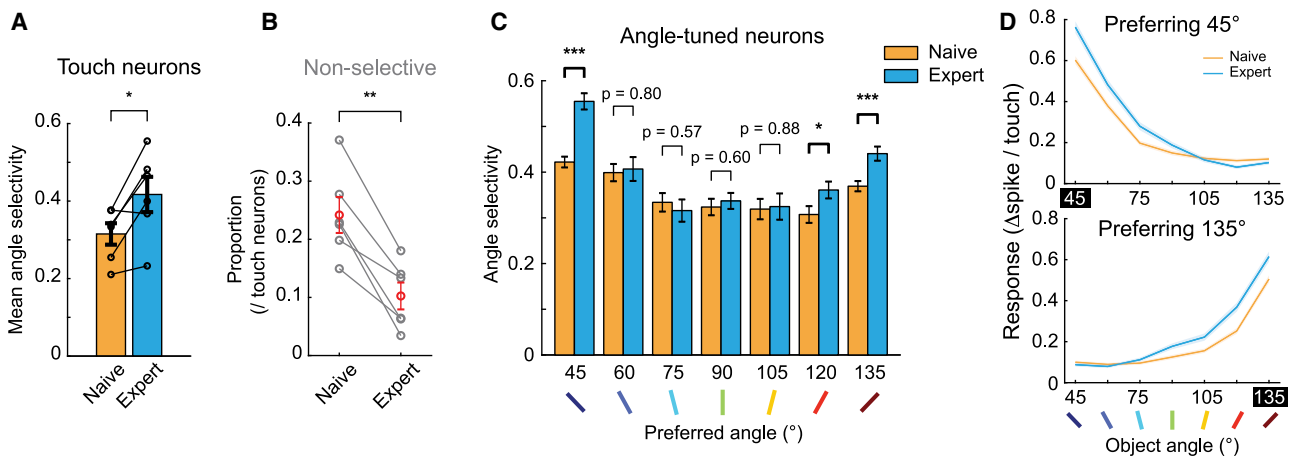 A
Touch neurons
*
Mean angle selectivity
0.6
0.4
0.2
0
Naive
Expert
B
Non-selective
**
Proportion
(/ touch neurons)
0.4
0.3
0.2
0.1
0
Naive
Expert
C
Angle-tuned neurons
Naive
Expert
Angle selectivity
0.6
0.4
0.2
0
***
p = 0.80
p = 0.57
p = 0.60
p = 0.88
*
***
45 60 75 90 105 120 135
Preferred angle (°)
D
Preferring 45°
Naive
Expert
Response (Δspike / touch)
0.8
0.6
0.4
0.2
0
45 75 105 135
Preferring 135°
0.8
0.6
0.4
0.2
0
45 75 105 135
Object angle (°)